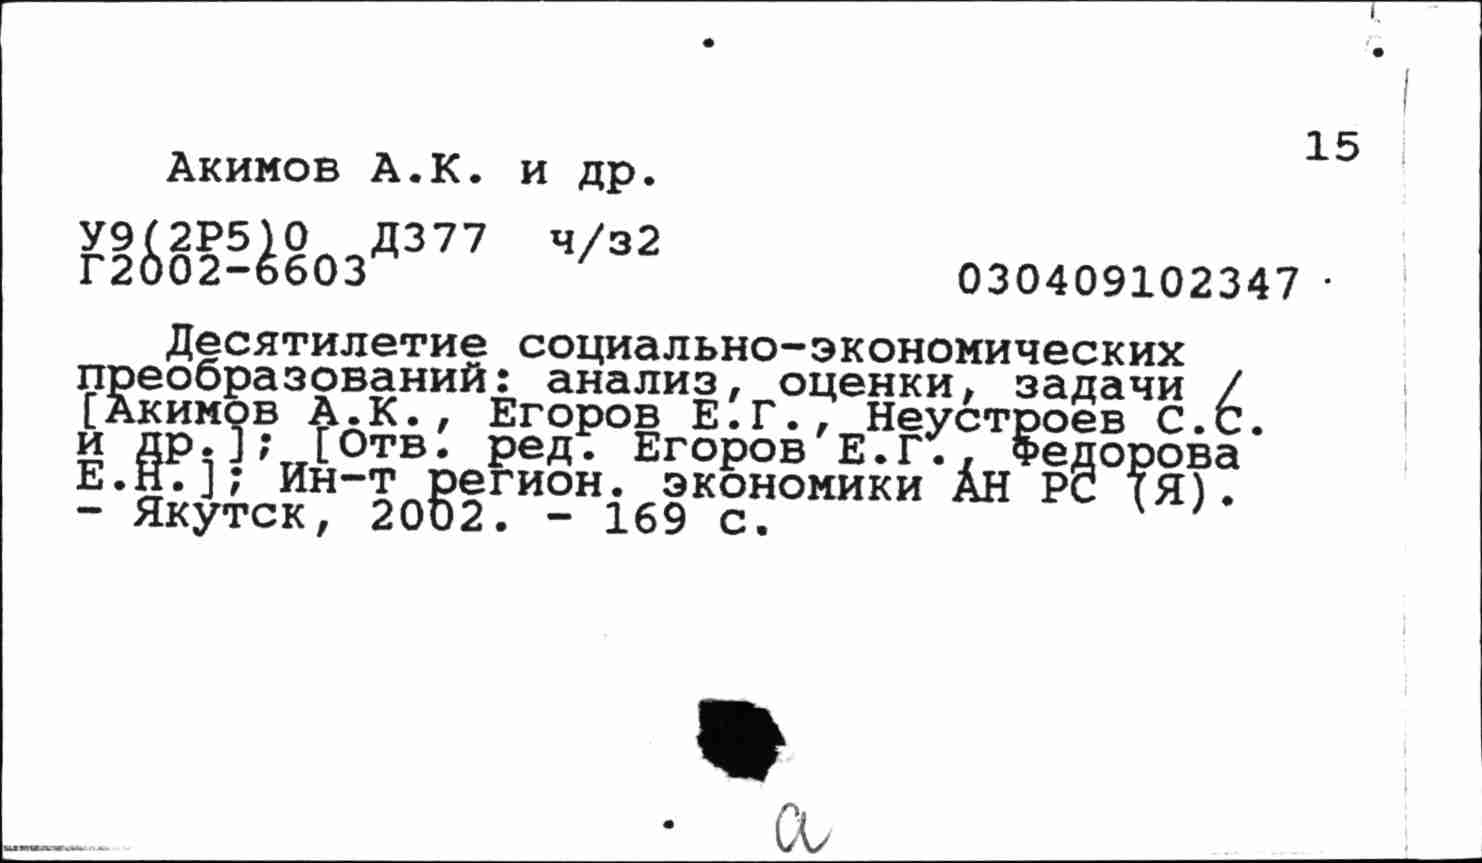 15
Акимов А.К. и др.
У9(2Р5)0 Д377 ч/з2
Г2002-6603
030409102347
Десятилетие социально-экономических
преобразований: анализ, оценки, задачи /
[Акимов А.К., Егоров Е.Г., Неустроев С.С.
и др.]; [Отв. ред. Егоров Е.Г., Федорова
Е.Н.]; Ин-т регион. экономики АН РС (Я).
- Якутск, 2002. - 169 с.
а